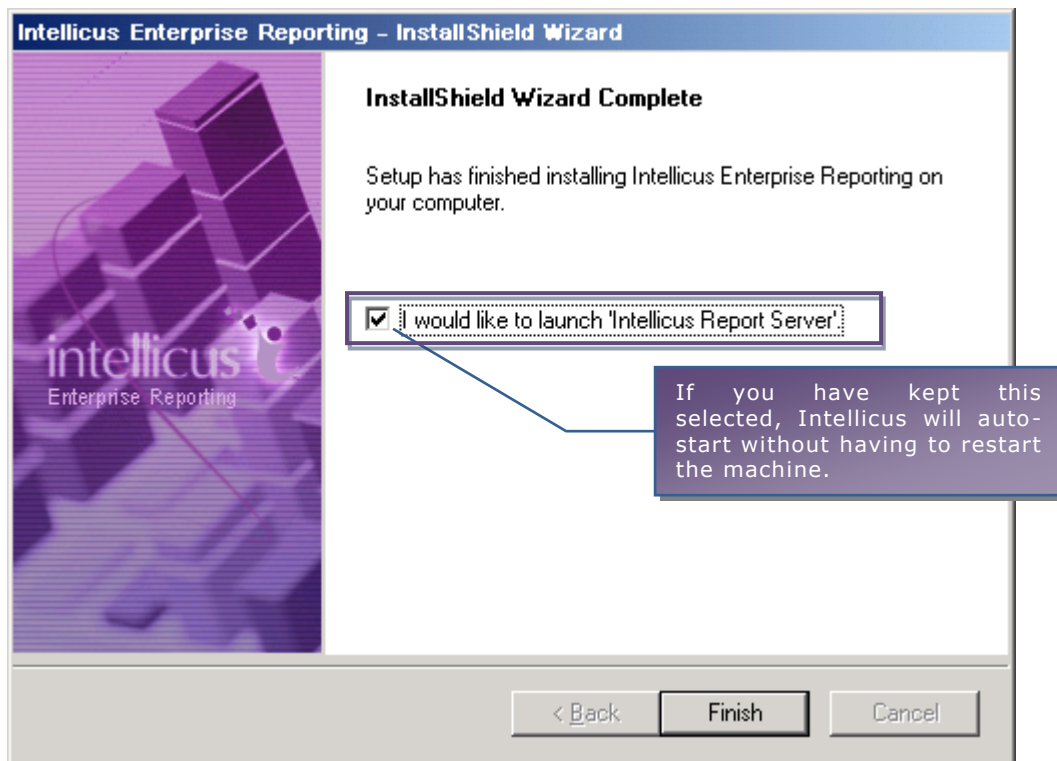 Intellicus Enterprise Reporting - InstallShield Wizard
InstallShield Wizard Complete
Setup has finished installing Intellicus Enterprise Reporting on
your computer.
I would like to launch 'Intellicus Report Server'.
intellicus
Enterprise Reporting
If you have kept this
selected, Intellicus will auto-
start without having to restart
the machine.
< Back
Finish
Cancel